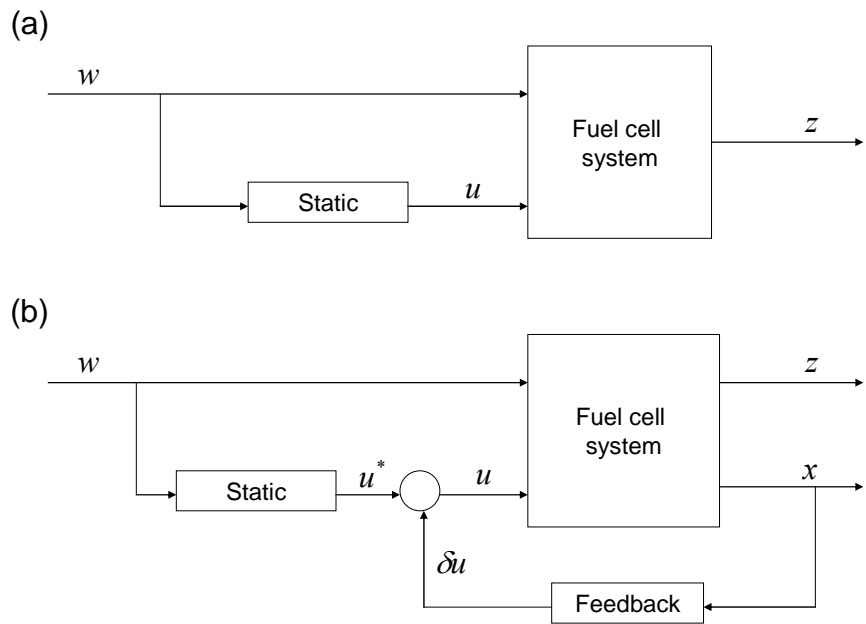 (a)
w
Fuel cell
system
z
Static
u
(b)
w
z
Fuel cell
system
Static
u*
u
x
δu
Feedback